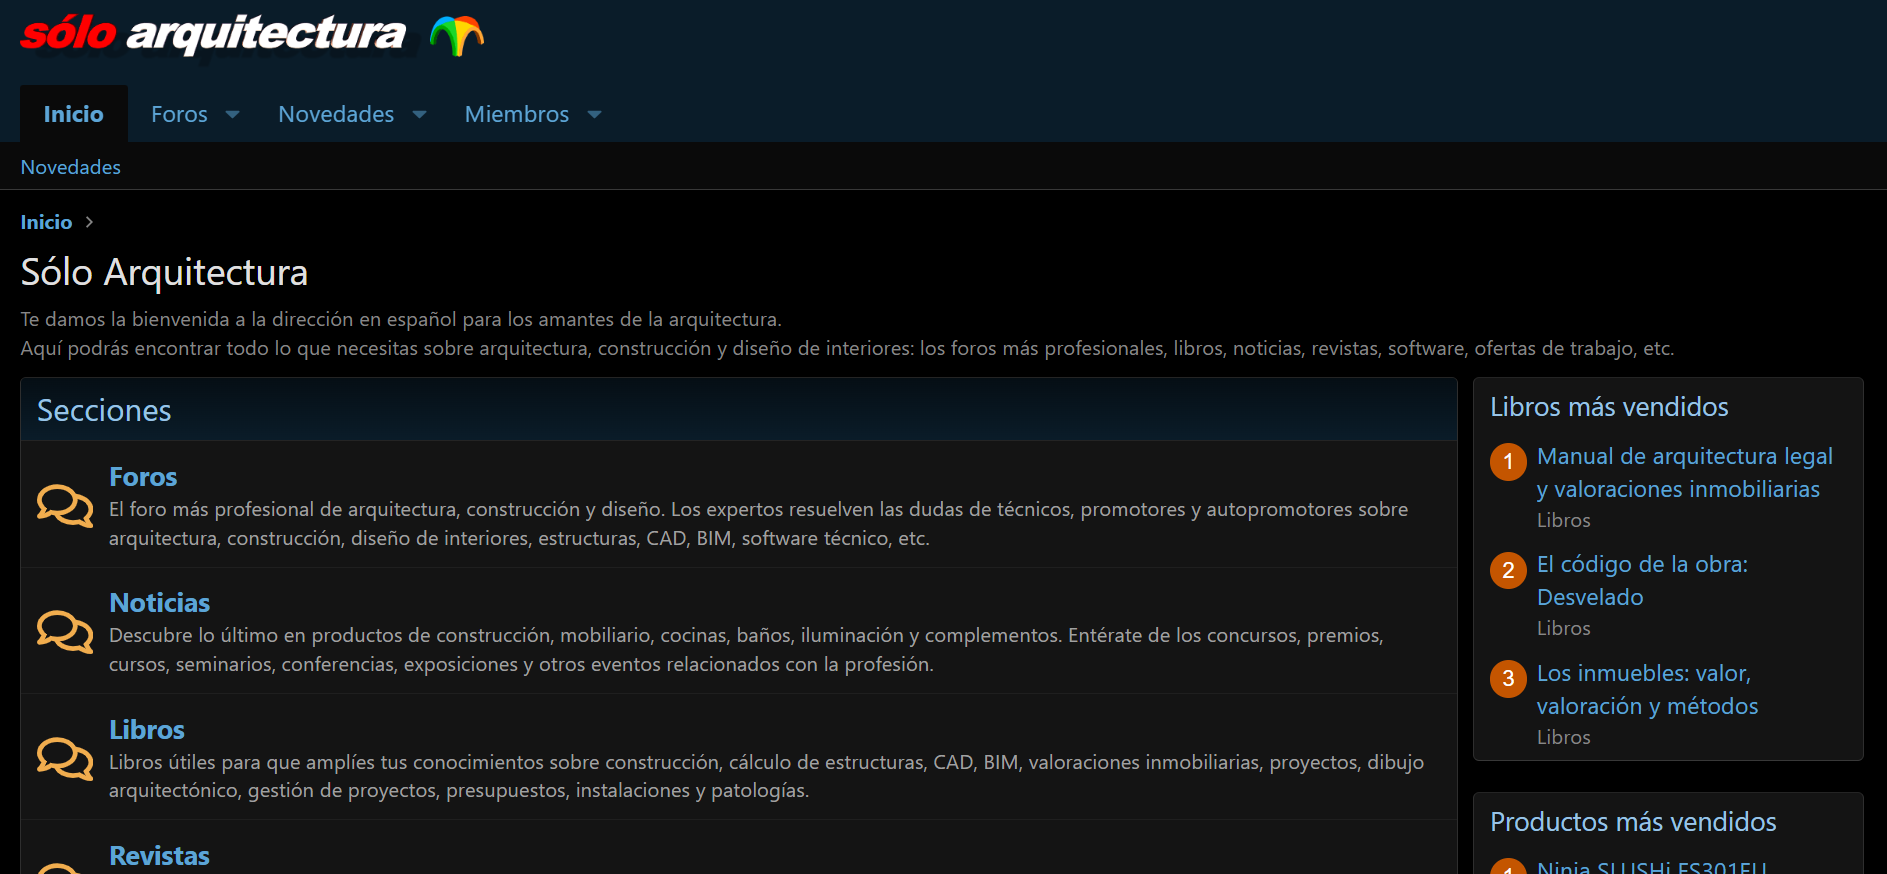 sólo arquitectura
Inicio
Foros
Novedades
Miembros
Novedades
Inicio
Sólo Arquitectura
Te damos la bienvenida a la dirección en español para los amantes de la arquitectura.
Aquí podrás encontrar todo lo que necesitas sobre arquitectura, construcción y diseño de interiores: los foros más profesionales, libros, noticias, revistas, software, ofertas de trabajo, etc.
Secciones
Foros
El foro más profesional de arquitectura, construcción y diseño. Los expertos resuelven las dudas de técnicos, promotores y autopromotores sobre
arquitectura, construcción, diseño de interiores, estructuras, CAD, BIM, software técnico, etc.
Noticias
Descubre lo último en productos de construcción, mobiliario, cocinas, baños, iluminación y complementos. Entérate de los concursos, premios,
cursos, seminarios, conferencias, exposiciones y otros eventos relacionados con la profesión.
Libros
Libros útiles para que amplíes tus conocimientos sobre construcción, cálculo de estructuras, CAD, BIM, valoraciones inmobiliarias, proyectos, dibujo
arquitectónico, gestión de proyectos, presupuestos, instalaciones y patologías.
Revistas
Libros más vendidos
1 Manual de arquitectura legal
y valoraciones inmobiliarias
Libros
2 El código de la obra:
Desvelado
Libros
3 Los inmuebles: valor,
valoración y métodos
Libros
Productos más vendidos
1 Ninja SLUSHi FS301EU